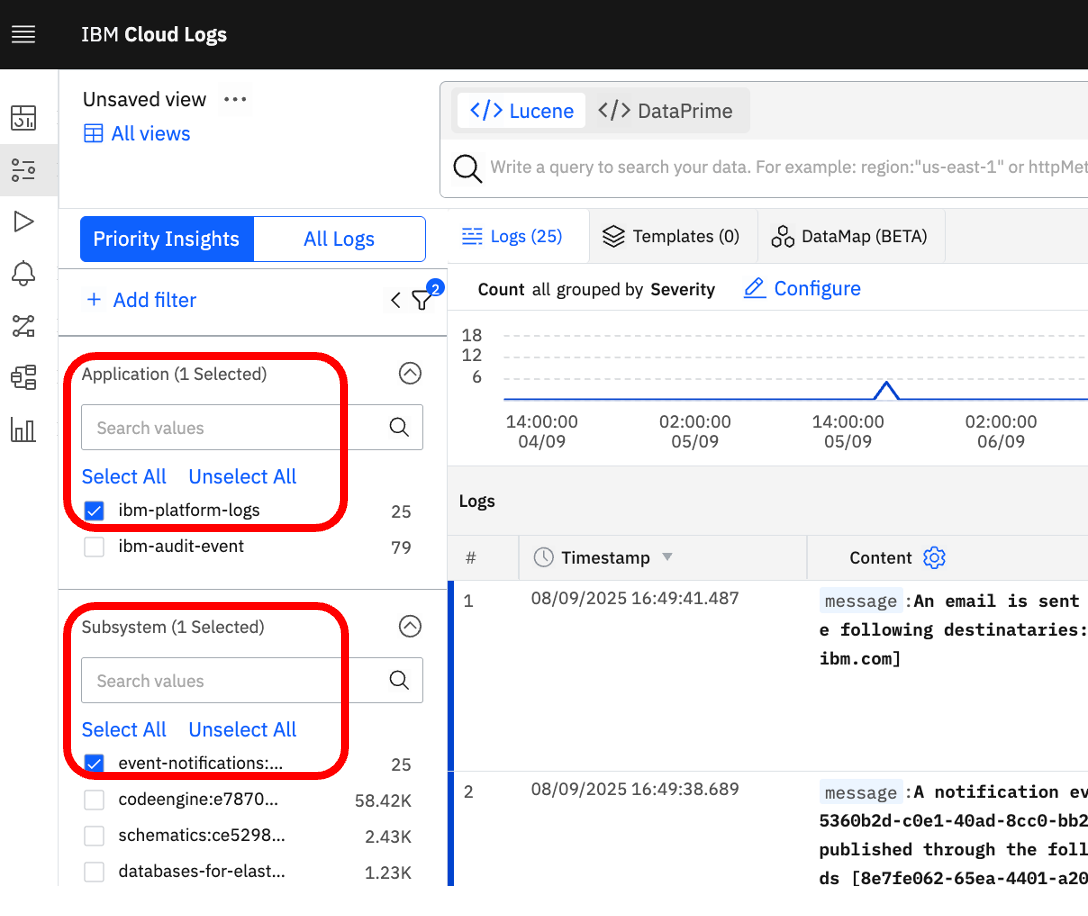 IBM Cloud Logs
Unsaved view ...
All views
</> Lucene </> DataPrime
Write a query to search your data. For example: region:"us-east-1" or httpMet
Priority Insights All Logs
Logs (25) Templates (0) DataMap (BETA)
+ Add filter 2
Count all grouped by Severity Configure
18
12
6
14:00:00 02:00:00 14:00:00 02:00:00
04/09 05/09 05/09 06/09
Application (1 Selected)
Search values
Select All Unselect All
ibm-platform-logs 25
ibm-audit-event 79
Subsystem (1 Selected)
Search values
Select All Unselect All
event-notifications:... 25
codeengine:e7870... 58.42K
schematics:ce5298... 2.43K
databases-for-elast... 1.23K
Logs
# Timestamp Content
1 08/09/2025 16:49:41.487 message :An email is sent
e following destinataries:
ibm.com]
2 08/09/2025 16:49:38.689 message :A notification ev
5360b2d-c0e1-40ad-8cc0-bb2
published through the foll
ds [8e7fe062-65ea-4401-a20